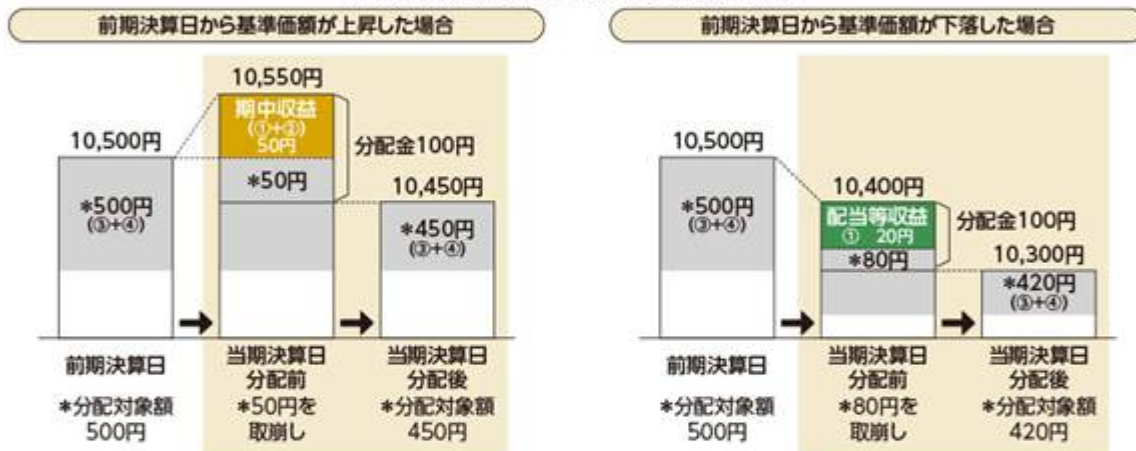 前期決算日から基準価額が上昇した場合
10,550円
期中収益
(①+②)
50円
10,500円
分配金100円
*50円
10,450円
*500円
(③+④)
*450円
(③+④)
前期決算日
当期決算日
分配前
当期決算日
分配後
*分配対象額
500円
*50円を
取崩し
*分配対象額
450円
前期決算日から基準価額が下落した場合
10,500円
10,400円
*500円
(③+④)
配当等収益
① 20円
分配金100円
*80円
10,300円
*420円
(③+④)
前期決算日
当期決算日
分配前
当期決算日
分配後
*分配対象額
500円
*80円を
取崩し
*分配対象額
420円